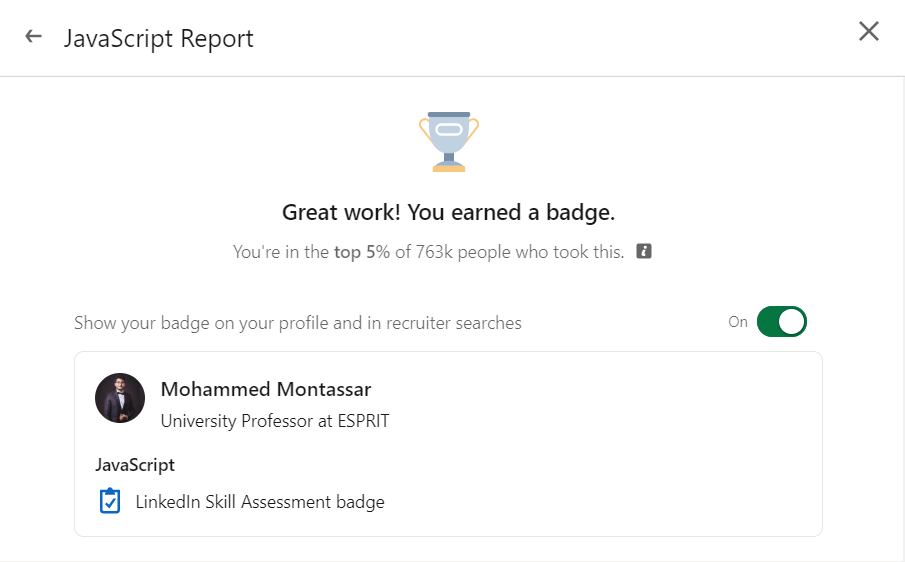 JavaScript Report
Great work! You earned a badge.
You're in the top 5% of 763k people who took this.
Show your badge on your profile and in recruiter searches
On
Mohammed Montassar
University Professor at ESPRIT
JavaScript
LinkedIn Skill Assessment badge